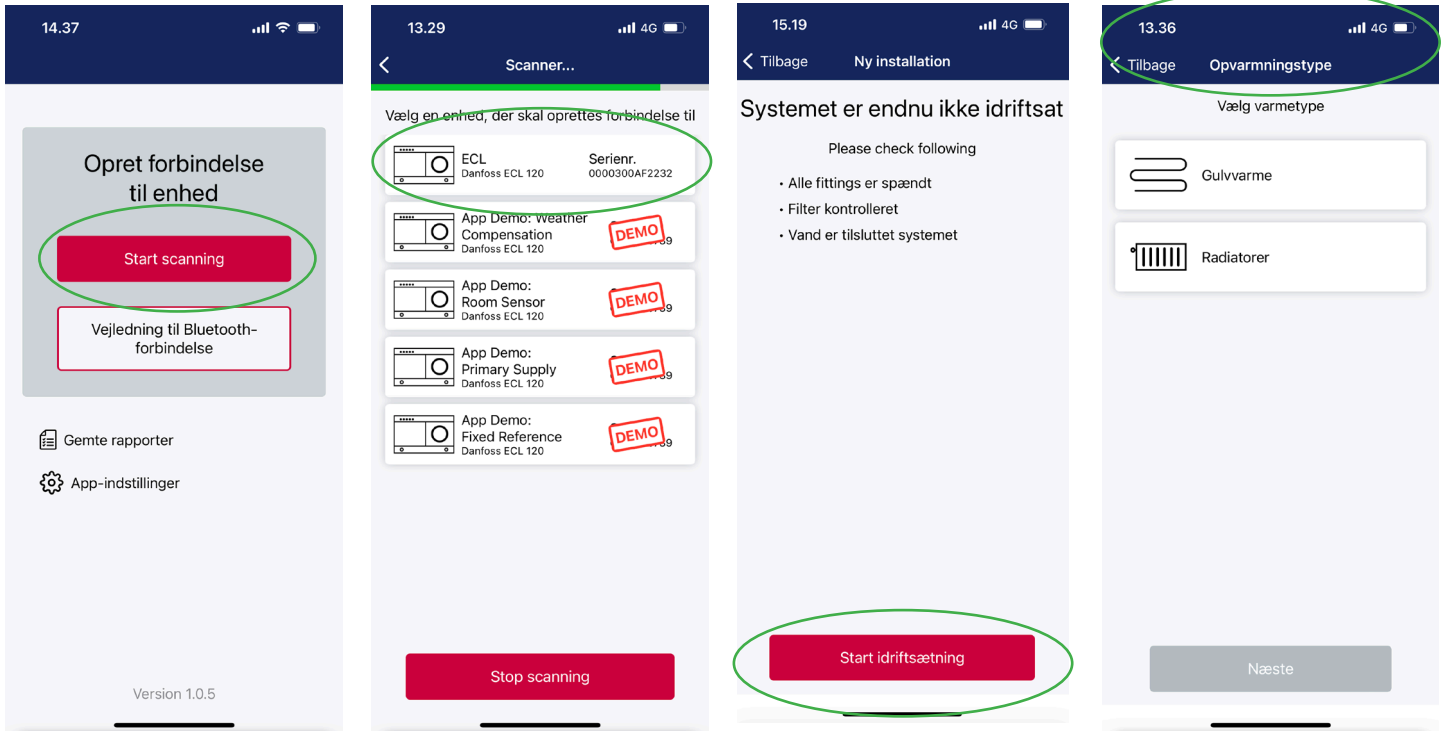 14.37
Opret forbindelse
til enhed
Start scanning
Vejledning til Bluetooth-
forbindelse
Gemte rapporter
App-indstillinger
Version 1.0.5
13.29
4G
Scanner...
Vælg en enhed, der skal oprettes forbindelse til
ECL
Danfoss ECL 120
Serienr.
0000300AF2232
App Demo: Weather
Compensation
Danfoss ECL 120
DEMO
App Demo:
Room Sensor
Danfoss ECL 120
DEMO
App Demo:
Primary Supply
Danfoss ECL 120
DEMO
App Demo:
Fixed Reference
Danfoss ECL 120
DEMO
Stop scanning
15.19
4G
Tilbage
Ny installation
Systemet er endnu ikke idriftsat
Please check following
• Alle fittings er spændt
• Filter kontrolleret
• Vand er tilsluttet systemet
Start idriftsætning
13.36
4G
Tilbage
Opvarmningstype
Vælg varmetype
Gulvvarme
Radiatorer
Næste